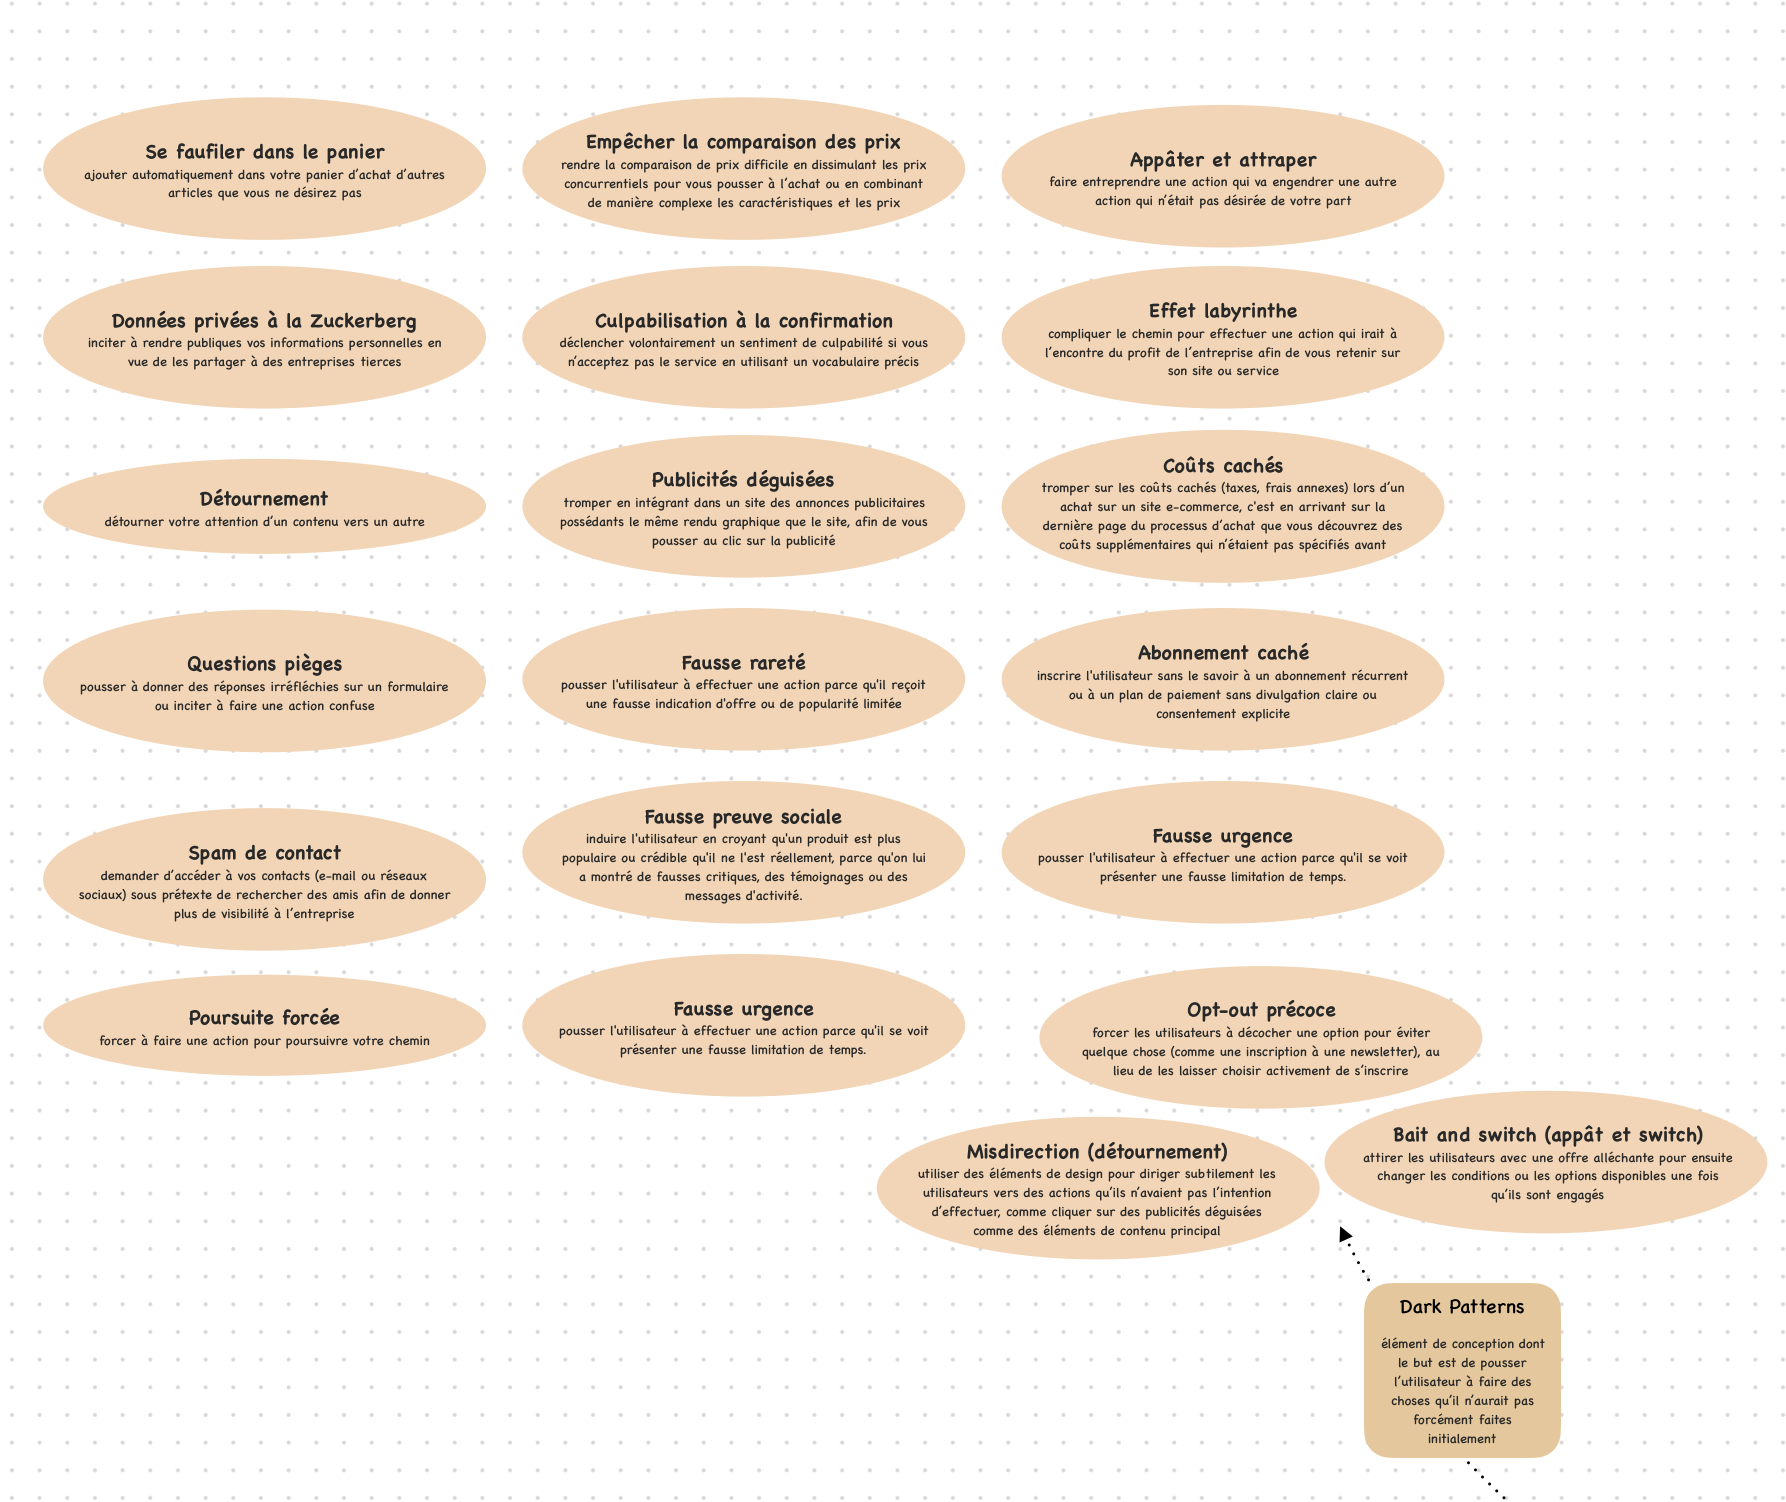 Se faufiler dans le panier
ajouter automatiquement dans votre panier d’achat d’autres
articles que vous ne désirez pas
Empêcher la comparaison des prix
rendre la comparaison de prix difficile en dissimulant les prix
concurrentiels pour vous pousser à l’achat ou en combinant
de manière complexe les caractéristiques et les prix
Appâter et attraper
faire entreprendre une action qui va engendrer une autre
action qui n’était pas désirée de votre part
Données privées à la Zuckerberg
inciter à rendre publiques vos informations personnelles en
vue de les partager à des entreprises tierces
Culpabilisation à la confirmation
déclencher volontairement un sentiment de culpabilité si vous
n’acceptez pas le service en utilisant un vocabulaire précis
Effet labyrinthe
compliquer le chemin pour effectuer une action qui irait à
l’encontre du profit de l’entreprise afin de vous retenir sur
son site ou service
Détournement
détourner votre attention d’un contenu vers un autre
Publicités déguisées
tromper en intégrant dans un site des annonces publicitaires
possédants le même rendu graphique que le site, afin de vous
pousser au clic sur la publicité
Coûts cachés
tromper sur les coûts cachés (taxes, frais annexes) lors d’un
achat sur un site e-commerce, c'est en arrivant sur la
dernière page du processus d’achat que vous découvrez des
coûts supplémentaires qui n’étaient pas spécifiés avant
Questions pièges
pousser à donner des réponses irréfléchies sur un formulaire
ou inciter à faire une action confuse
Fausse rareté
pousser l'utilisateur à effectuer une action parce qu'il reçoit
une fausse indication d'offre ou de popularité limitée
Abonnement caché
inscrire l'utilisateur sans le savoir à un abonnement récurrent
ou à un plan de paiement sans divulgation claire ou
consentement explicite
Spam de contact
demander d’accéder à vos contacts (e-mail ou réseaux
sociaux) sous prétexte de rechercher des amis afin de donner
plus de visibilité à l’entreprise
Fausse preuve sociale
induire l'utilisateur en croyant qu'un produit est plus
populaire ou crédible qu'il ne l'est réellement, parce qu'on lui
a montré de fausses critiques, des témoignages ou des
messages d'activité.
Fausse urgence
pousser l'utilisateur à effectuer une action parce qu'il se voit
présenter une fausse limitation de temps.
Poursuite forcée
forcer à faire une action pour poursuivre votre chemin
Fausse urgence
pousser l'utilisateur à effectuer une action parce qu'il se voit
présenter une fausse limitation de temps.
Opt-out précoce
forcer les utilisateurs à décocher une option pour éviter
quelque chose (comme une inscription à une newsletter), au
lieu de les laisser choisir activement de s’inscrire
Misdirection (détournement)
utiliser des éléments de design pour diriger subtilement les
utilisateurs vers des actions qu’ils n’avaient pas l’intention
d’effectuer, comme cliquer sur des publicités déguisées
comme des éléments de contenu principal
Bait and switch (appât et switch)
attirer les utilisateurs avec une offre alléchante pour ensuite
changer les conditions ou les options disponibles une fois
qu’ils sont engagés
Dark Patterns
élément de conception dont
le but est de pousser
l’utilisateur à faire des
choses qu’il n’aurait pas
forcément faites
initialement